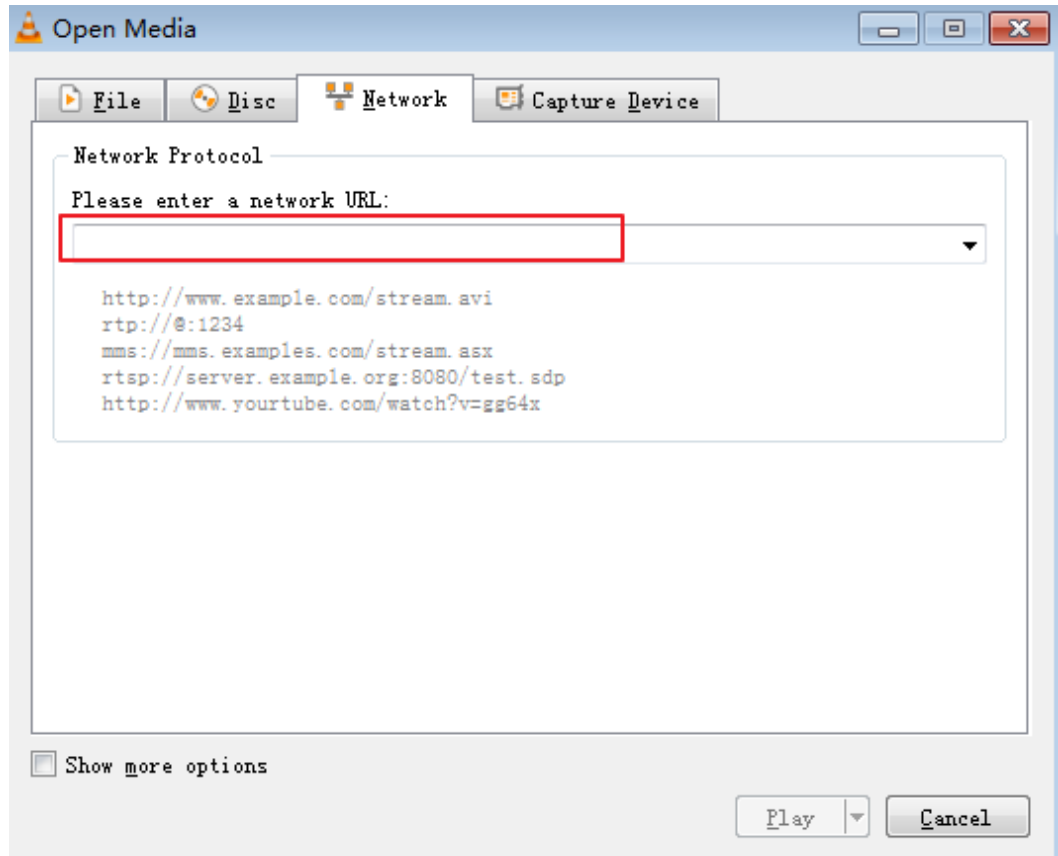 Open Media
File
Disc
Network
Capture Device
Network Protocol
Please enter a network URL:
http://www.example.com/stream.avi
rtp://@:1234
mms://mms.examples.com/stream.asx
rtsp://server.example.org:8080/test.sdp
http://www.yourtube.com/watch?v=gg64x
Show more options
Play
Cancel